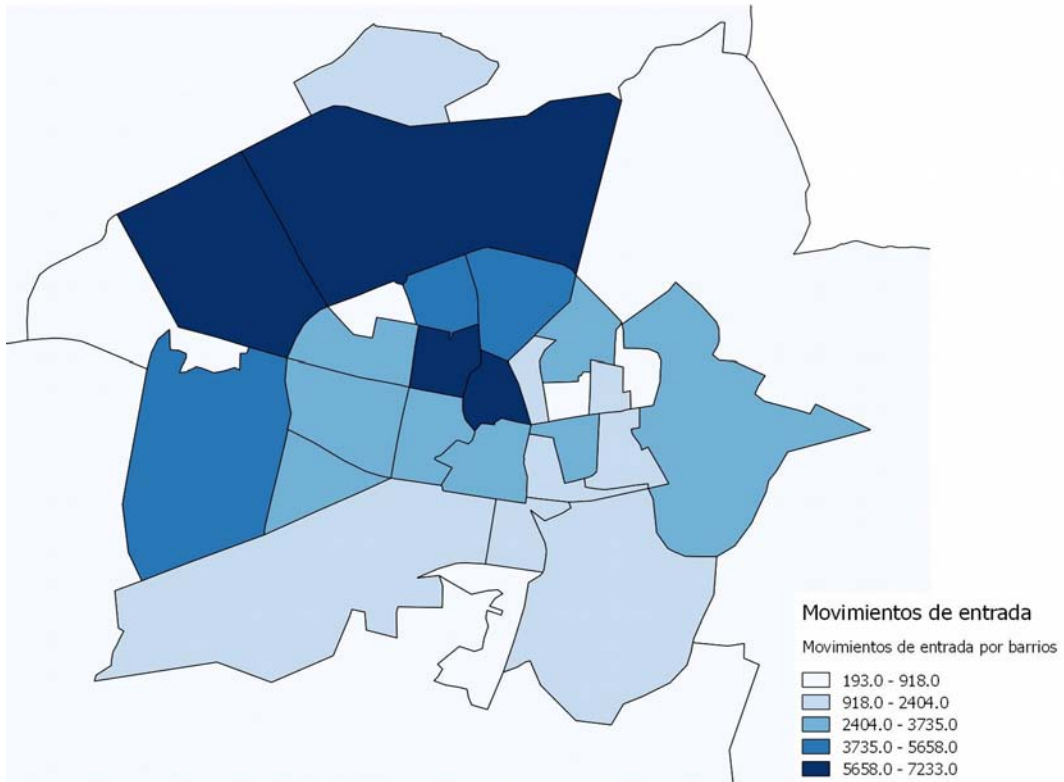 Movimientos de entrada
Movimientos de entrada por barrios
193.0 - 918.0
918.0 - 2404.0
2404.0 - 3735.0
3735.0 - 5658.0
5658.0 - 7233.0